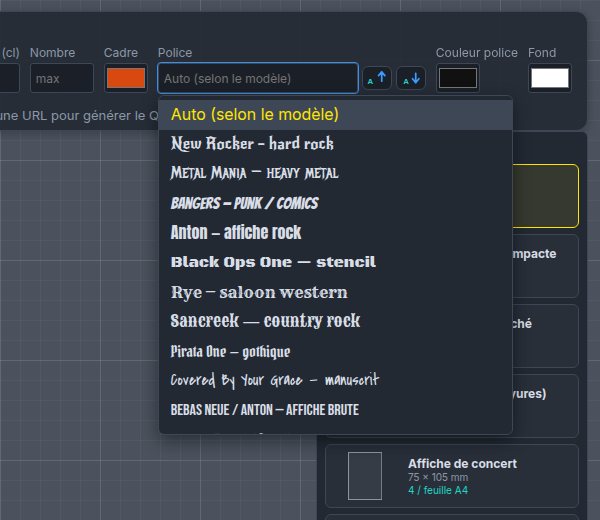 (cl) Nombre Cadre Police Couleur police Fond
max Auto (selon le modèle) A A
une URL pour générer le Q
Auto (selon le modèle)
New Rocker – hard rock
Metal Mania – heavy metal
BANGERS – PUNK / COMICS
Anton – affiche rock
Black Ops One – stencil
Rye – saloon western
Sancreek — country rock
Pirata One – gothique
Covered By Your Grace – manuscrit
BEBAS NEUE / ANTON – AFFICHE BRUTE
mpacte
ché
yures)
Affiche de concert
75 × 105 mm
4 / feuille A4